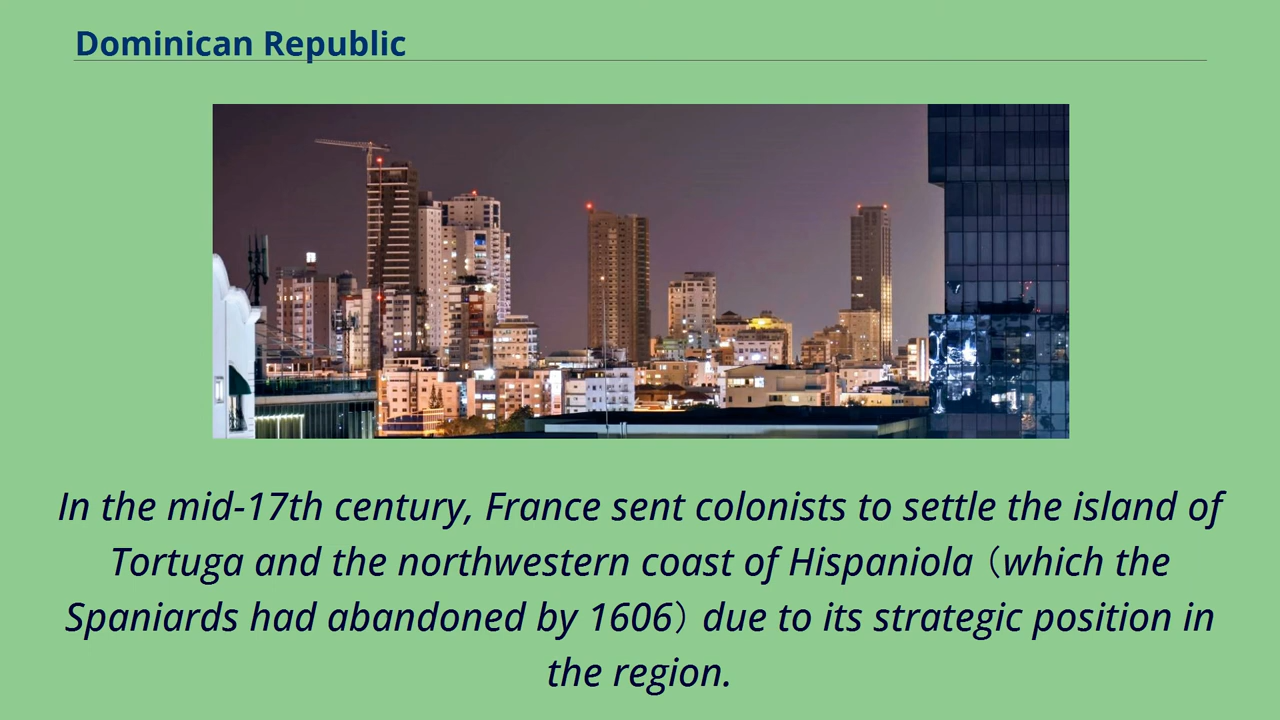 Dominican Republic
In the mid-17th century, France sent colonists to settle the island of
Tortuga and the northwestern coast of Hispaniola（which the
Spaniards had abandoned by 1606）due to its strategic position in
the region.